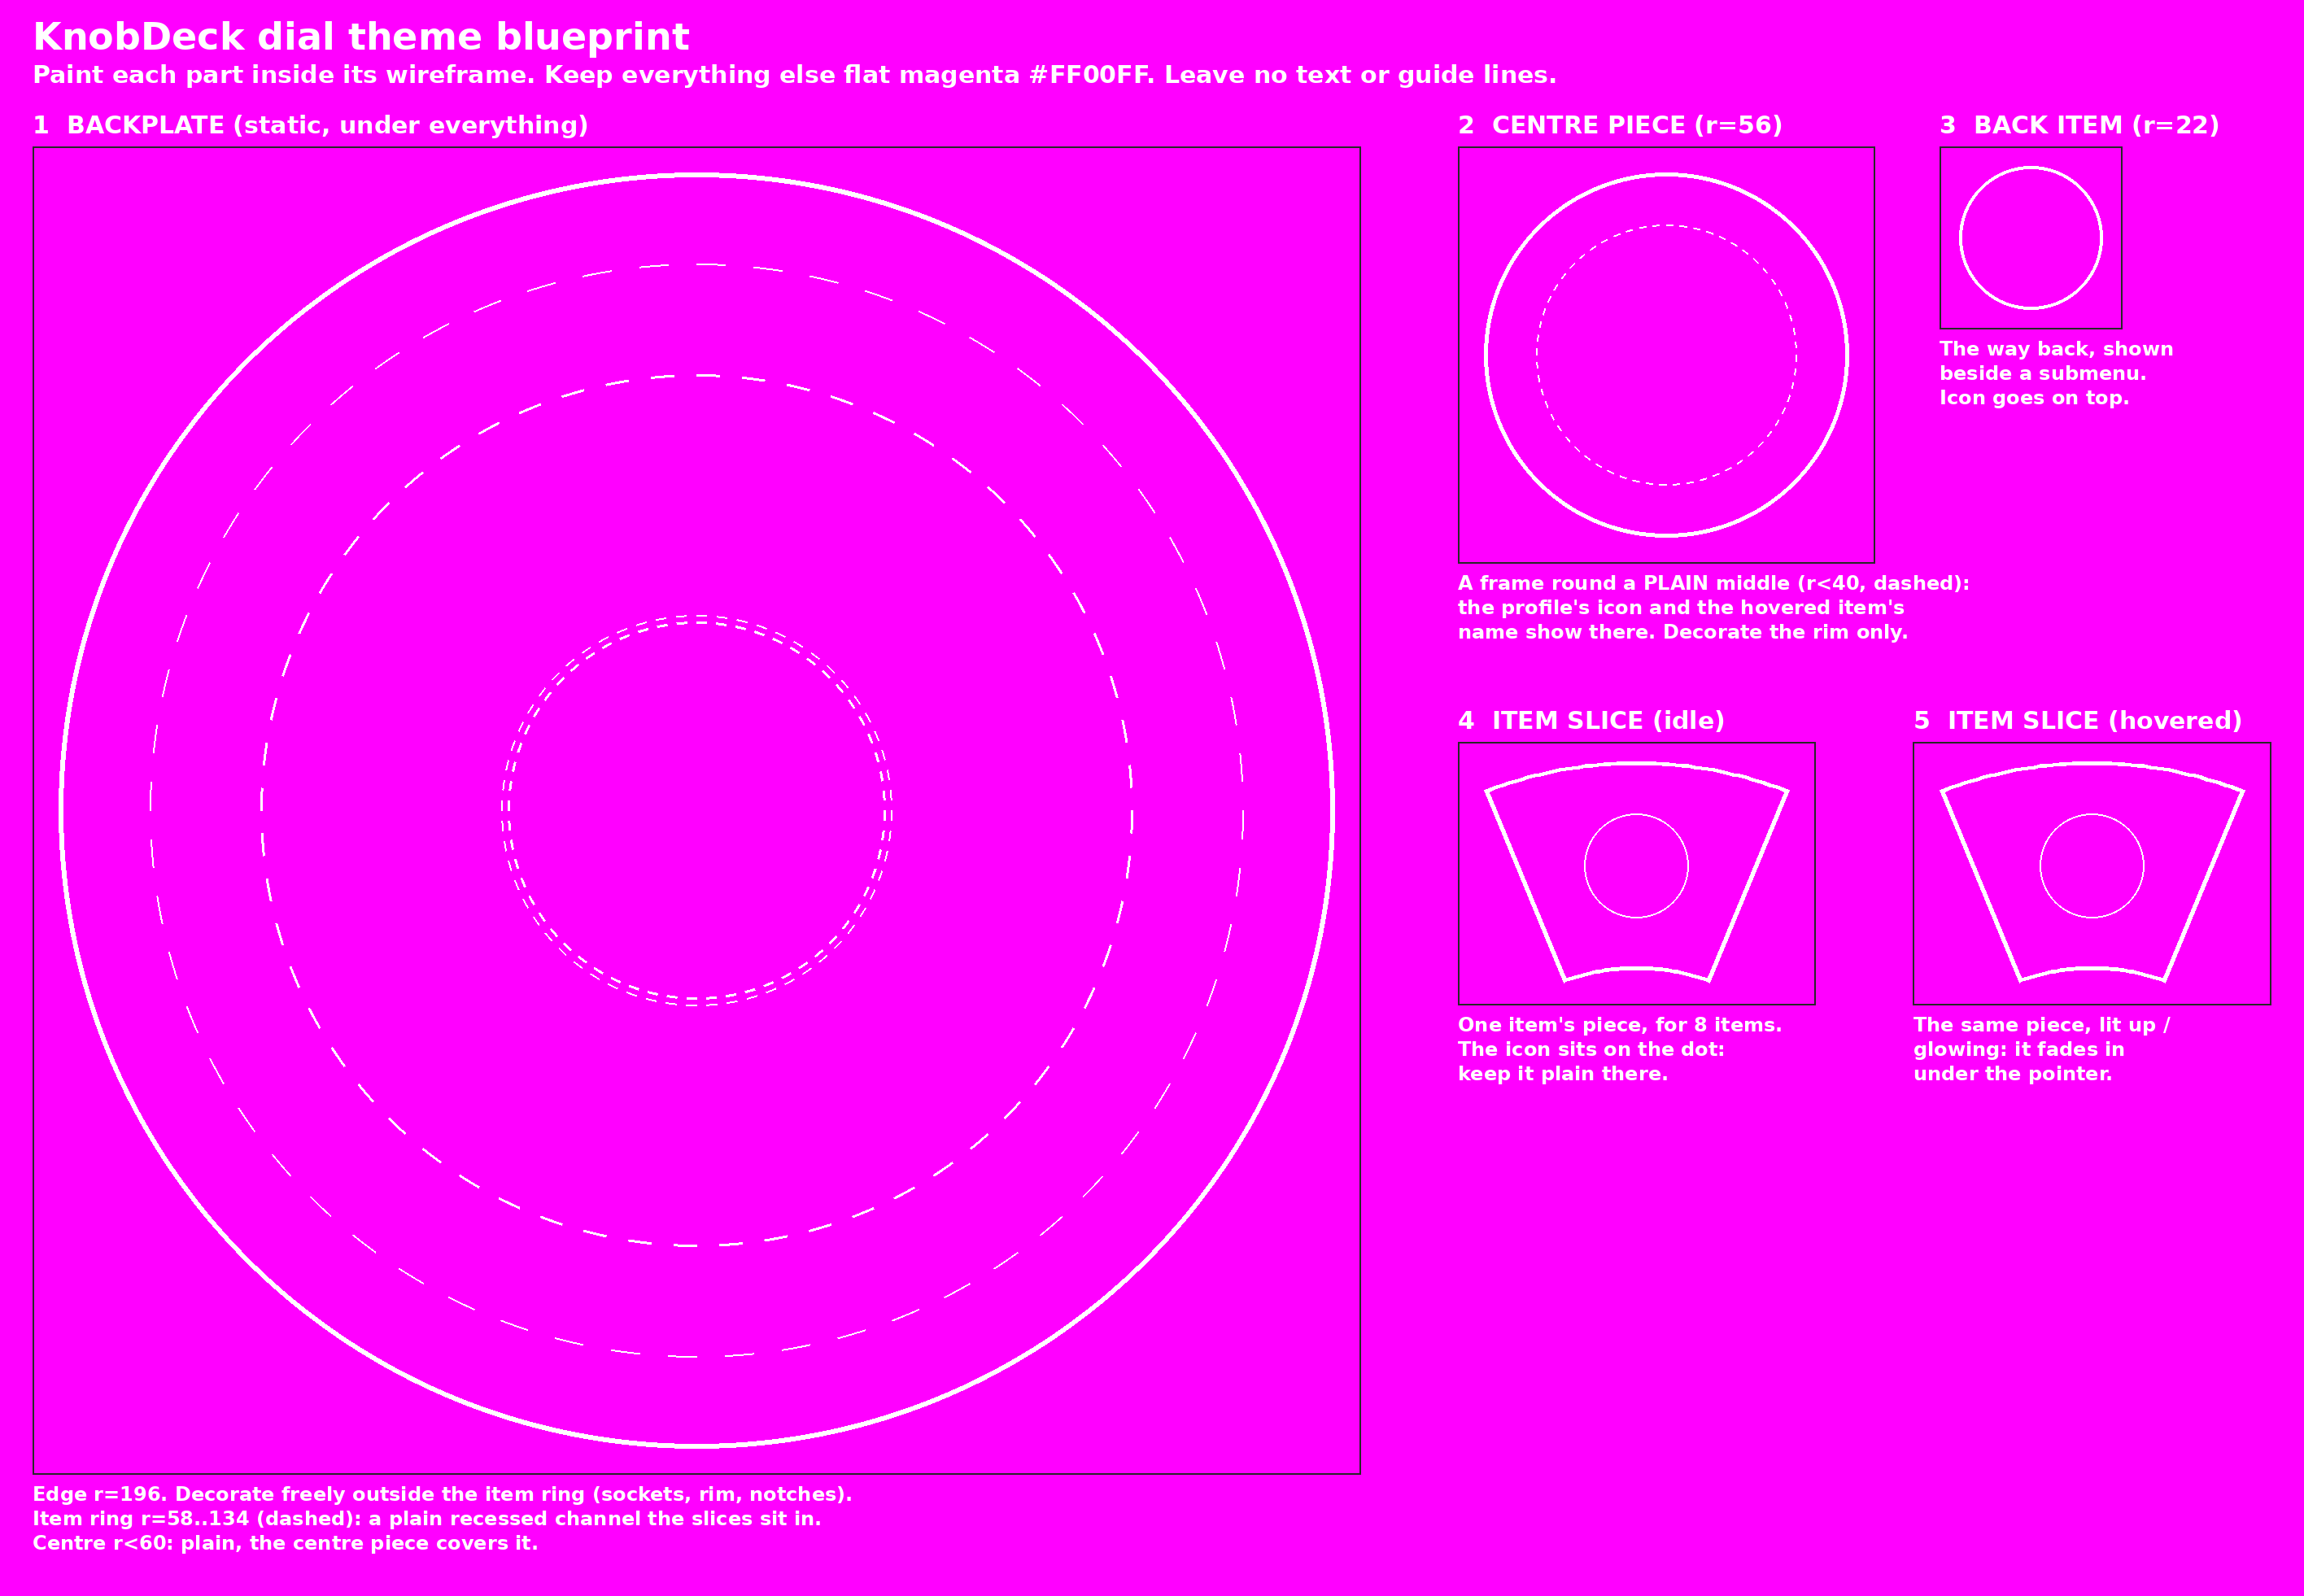 KnobDeck dial theme blueprint
Paint each part inside its wireframe. Keep everything else flat magenta #FF00FF. Leave no text or guide lines.
1 BACKPLATE (static, under everything)
2 CENTRE PIECE (r=56)
3 BACK ITEM (r=22)
The way back, shown
beside a submenu.
Icon goes on top.
A frame round a PLAIN middle (r<40, dashed):
the profile's icon and the hovered item's
name show there. Decorate the rim only.
4 ITEM SLICE (idle)
5 ITEM SLICE (hovered)
One item's piece, for 8 items.
The icon sits on the dot:
keep it plain there.
The same piece, lit up /
glowing: it fades in
under the pointer.
Edge r=196. Decorate freely outside the item ring (sockets, rim, notches).
Item ring r=58..134 (dashed): a plain recessed channel the slices sit in.
Centre r<60: plain, the centre piece covers it.